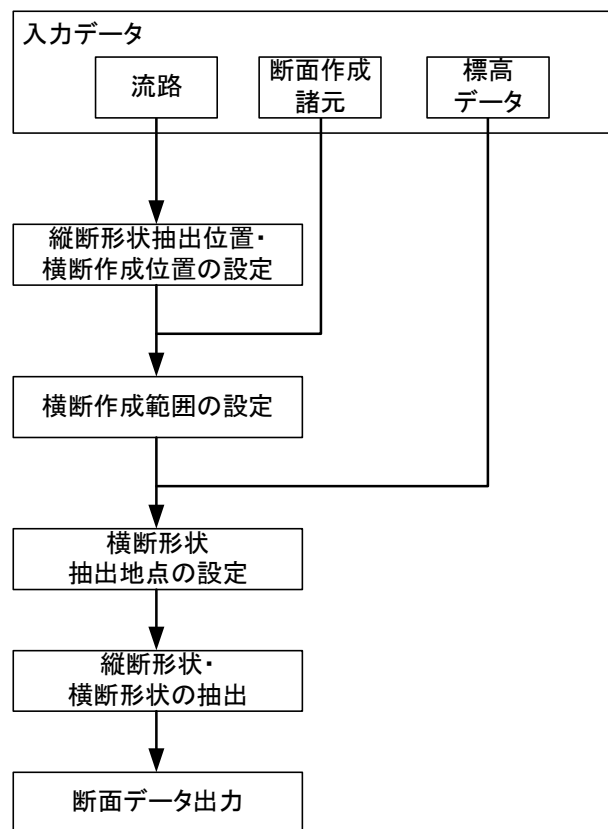 入力データ
流路
断面作成
諸元
標高
データ
縦断形状抽出位置・
横断作成位置の設定
横断作成範囲の設定
横断形状
抽出地点の設定
縦断形状・
横断形状の抽出
断面データ出力